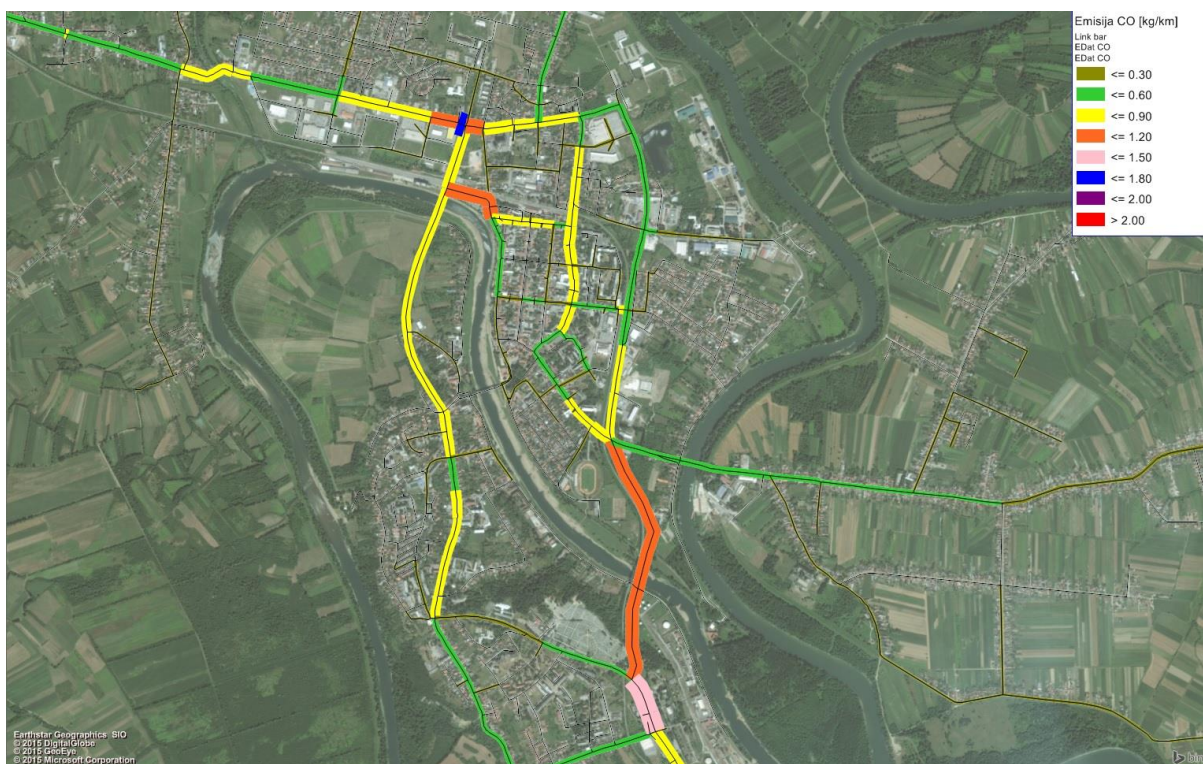 Emisija CO [kg/km]
Link bar
EDat CO
EDat CO
<= 0.30
<= 0.60
<= 0.90
<= 1.20
<= 1.50
<= 1.80
<= 2.00
> 2.00
Earthstar Geographics SIO
© 2015 DigitalGlobe
© 2015 GeoEye
© 2015 Microsoft Corporation